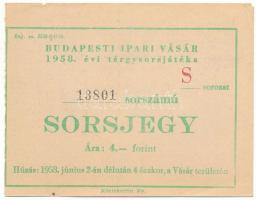 BUDAPESTI IPARI VÁSÁR
1958. évi tárgysorsjátéka
S sorozat
13801 sorszámú
SORSJEGY
Ára: 4.— forint
Húzás: 1958. június 2-án délután 4 órakor, a Vásár területén